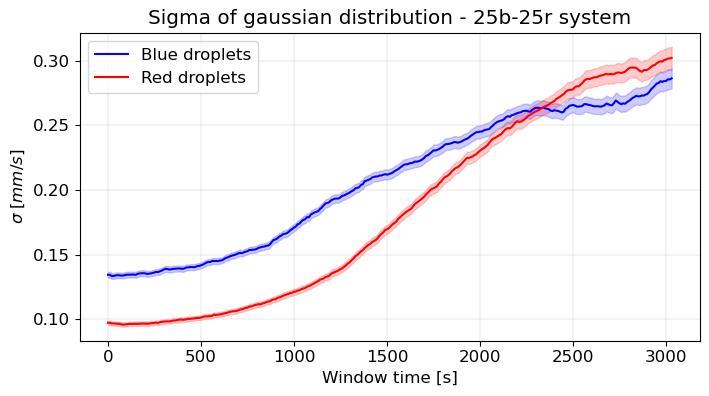 Sigma of gaussian distribution - 25b-25r system
Blue droplets
Red droplets
0.30
0.25
0.20
0.15
0.10
σ [mm/s]
0 500 1000 1500 2000 2500 3000
Window time [s]